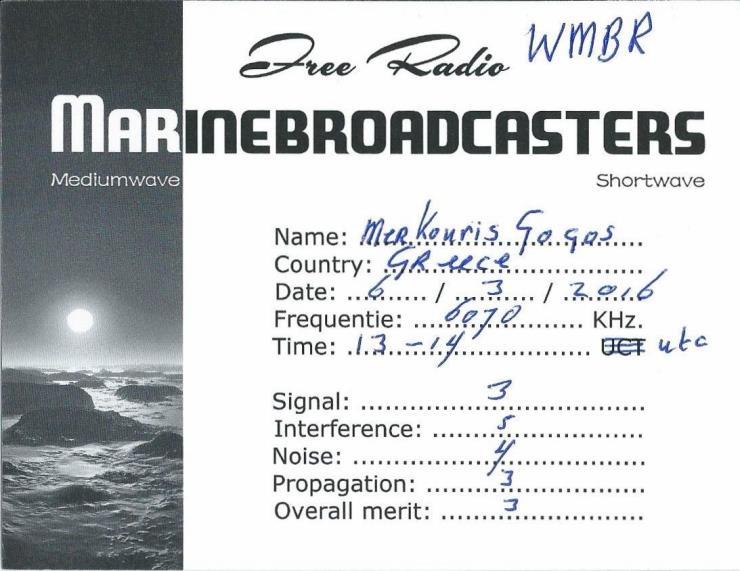 Free Radio WMBR
MARINEBROADCASTERS
Mediumwave Shortwave
Name: Merkouris Gogos
Country: GReece
Date: 6 / 3 / 2016
Frequentie: 6070 KHz.
Time: 13-14 UCT utc
Signal: 3
Interference: 5
Noise: 4
Propagation: 3
Overall merit: 3